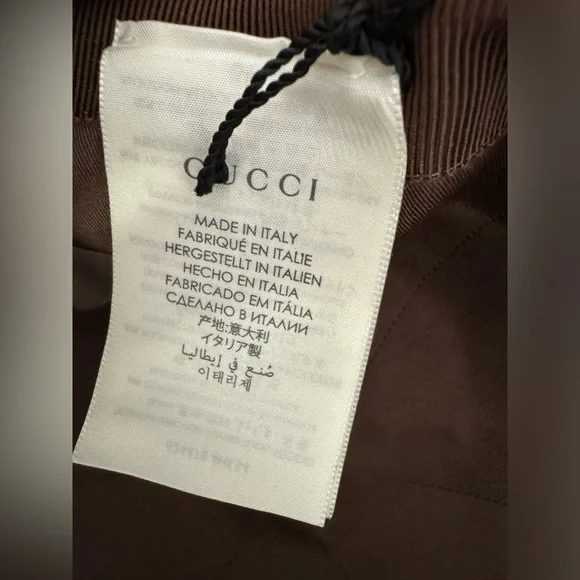 GUCCI
MADE IN ITALY
FABRIQUÉ EN ITALIE
HERGESTELLT IN ITALIEN
HECHO EN ITALIA
FABRICADO EM ITÁLIA
СДЕЛАНО В ИТАЛИИ
产地:意大利
イタリア製
صُنع في إيطاليا
이태리제